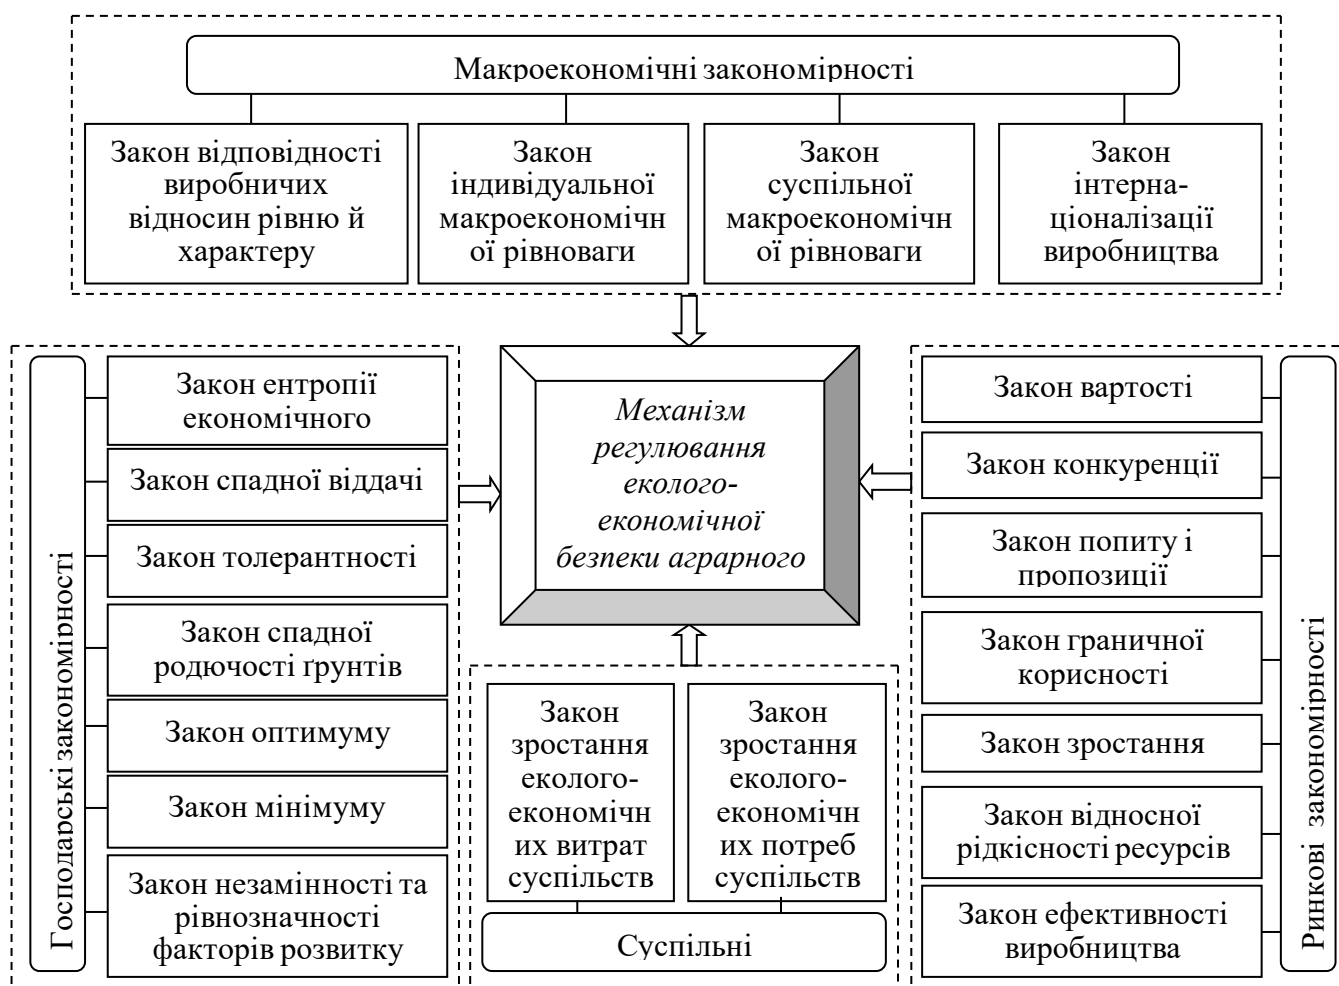 Макроекономічні закономірності
Закон відповідності
виробничих
відносин рівню й
характеру
Закон
індивідуальної
макроекономічн
ої рівноваги
Закон
суспільної
макроекономічн
ої рівноваги
Закон
інтерна-
ціоналізації
виробництва
Господарські закономірності
Закон ентропії
економічного
Закон спадної віддачі
Закон толерантності
Закон спадної
родючості ґрунтів
Закон оптимуму
Закон мінімуму
Закон незамінності та
рівнозначності
факторів розвитку
Механізм
регулювання
еколого-
економічної
безпеки аграрного
Закон
зростання
еколого-
економічн
их витрат
суспільств
Закон
зростання
еколого-
економічн
их потреб
суспільств
Суспільні
Закон вартості
Закон конкуренції
Закон попиту і
пропозиції
Закон граничної
корисності
Закон зростання
Закон відносної
рідкісності ресурсів
Закон ефективності
виробництва
Ринкові закономірності